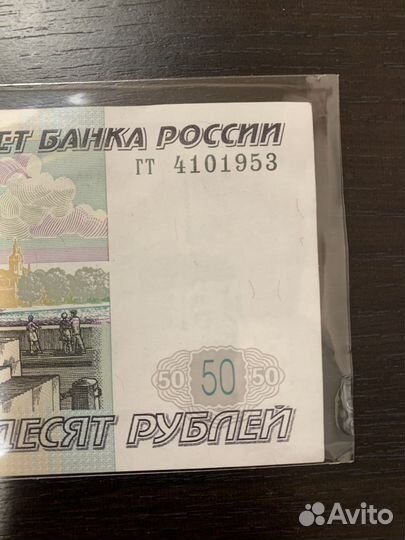 ЕТ БАНКА РОССИИ
гт 4101953
50 50 50
ДЕСЯТ РУБЛЕЙ
Avito